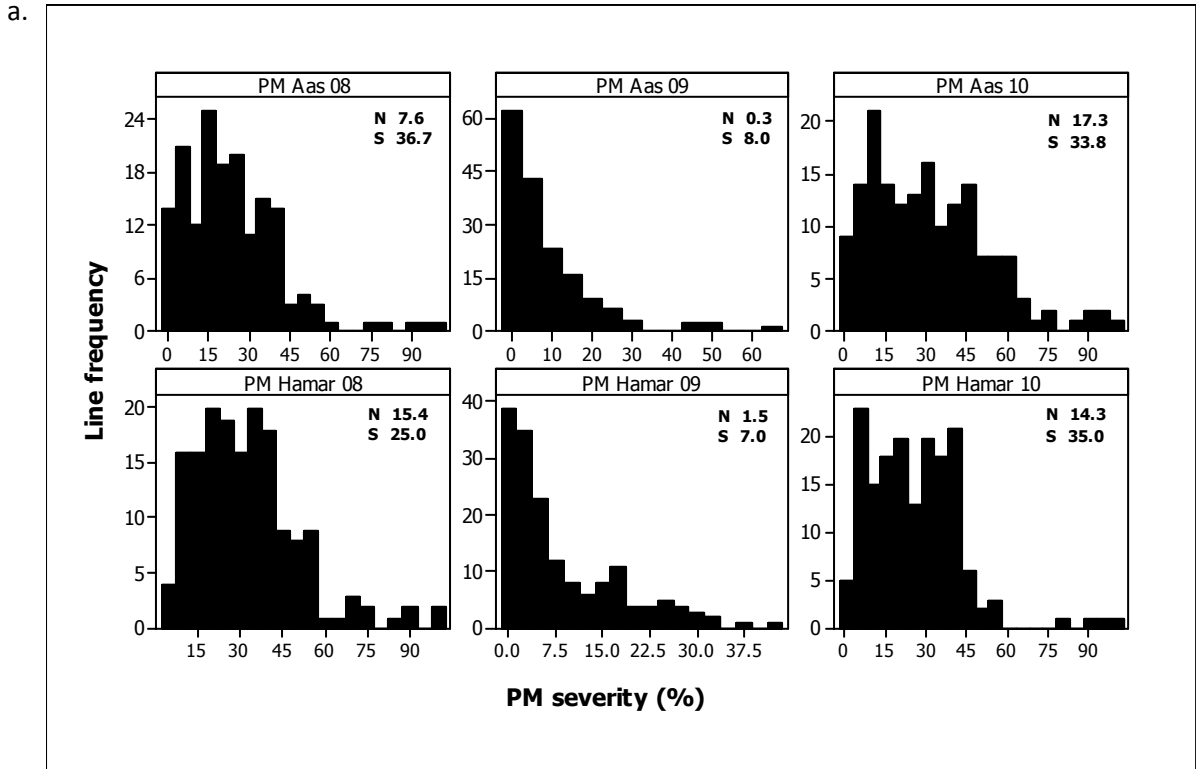 a.
PM Aas 08
N 7.6
S 36.7
24
18
12
6
0
0 15 30 45 60 75 90
PM Aas 09
N 0.3
S 8.0
60
45
30
15
0
0 10 20 30 40 50 60
PM Aas 10
N 17.3
S 33.8
20
15
10
5
0
0 15 30 45 60 75 90
Line frequency
PM Hamar 08
N 15.4
S 25.0
20
15
10
5
0
15 30 45 60 75 90
PM Hamar 09
N 1.5
S 7.0
40
30
20
10
0
0.0 7.5 15.0 22.5 30.0 37.5
PM Hamar 10
N 14.3
S 35.0
20
15
10
5
0
0 15 30 45 60 75 90
PM severity (%)